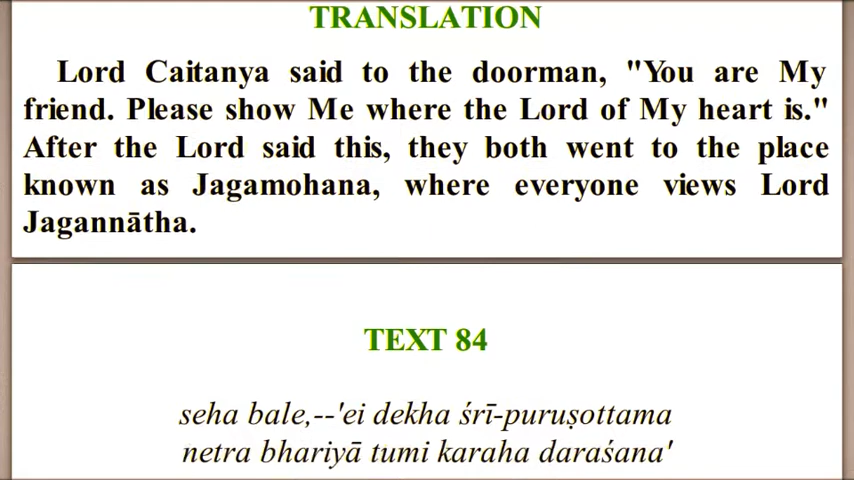 TRANSLATION
Lord Caitanya said to the doorman, "You are My
friend. Please show Me where the Lord of My heart is."
After the Lord said this, they both went to the place
known as Jagamohana, where everyone views Lord
Jagannātha.
TEXT 84
seha bale,--'ei dekha śrī-puruṣottama
netra bhariyā tumi karaha daraśana'